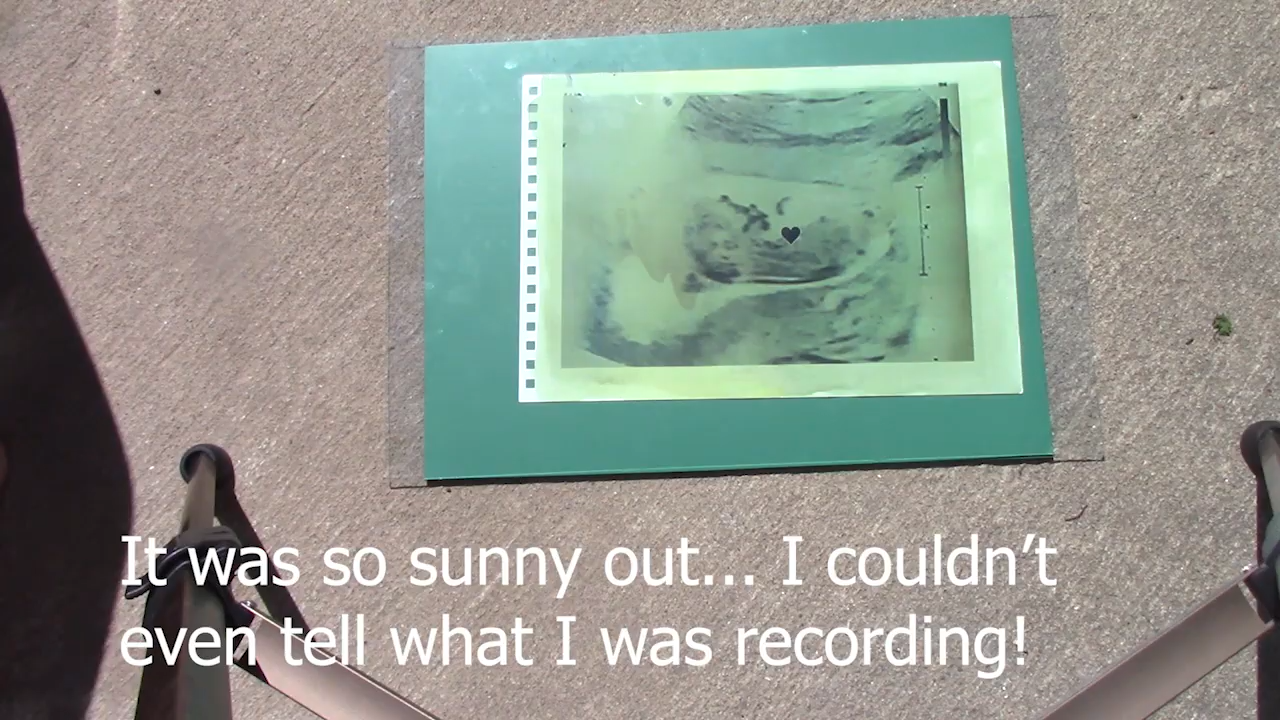 It was so sunny out... I couldn’t
even tell what I was recording!